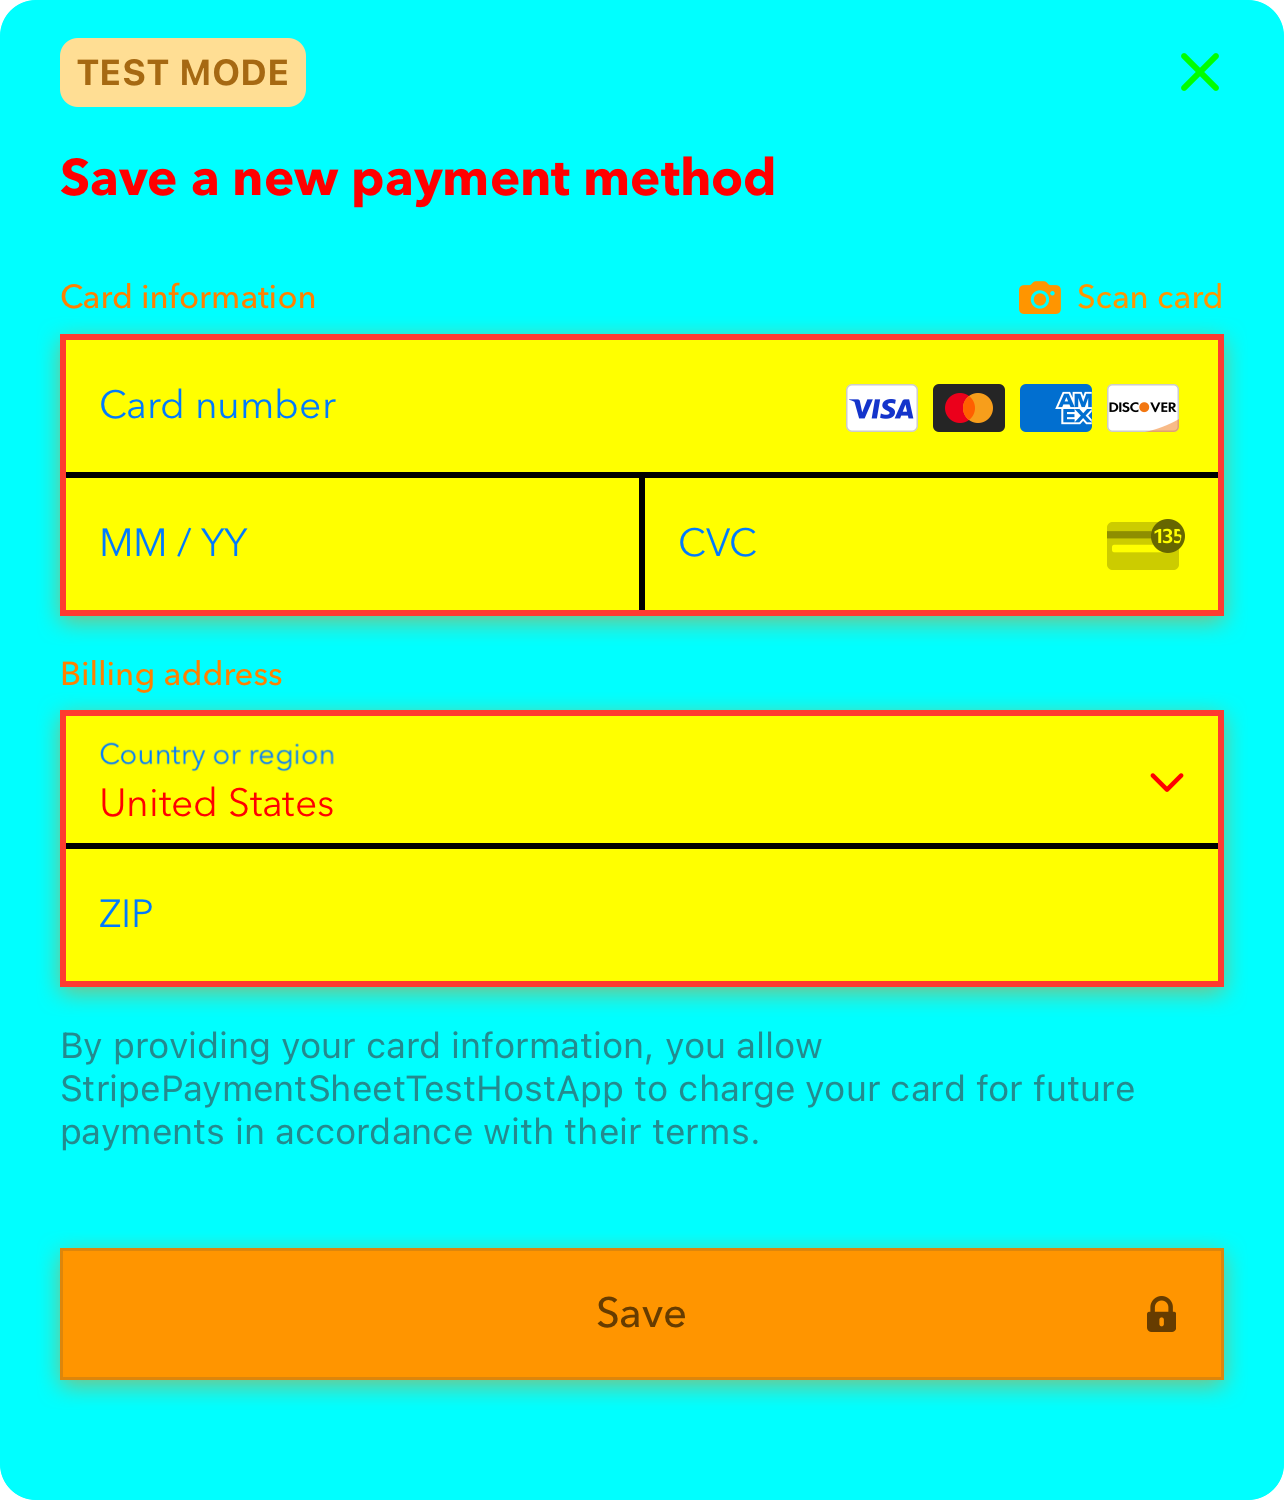 TEST MODE
Save a new payment method
Card information
Scan card
Card number
VISA
AM
EX
DISCOVER
MM / YY
CVC
135
Billing address
Country or region
United States
ZIP
By providing your card information, you allow
StripePaymentSheetTestHostApp to charge your card for future
payments in accordance with their terms.
Save